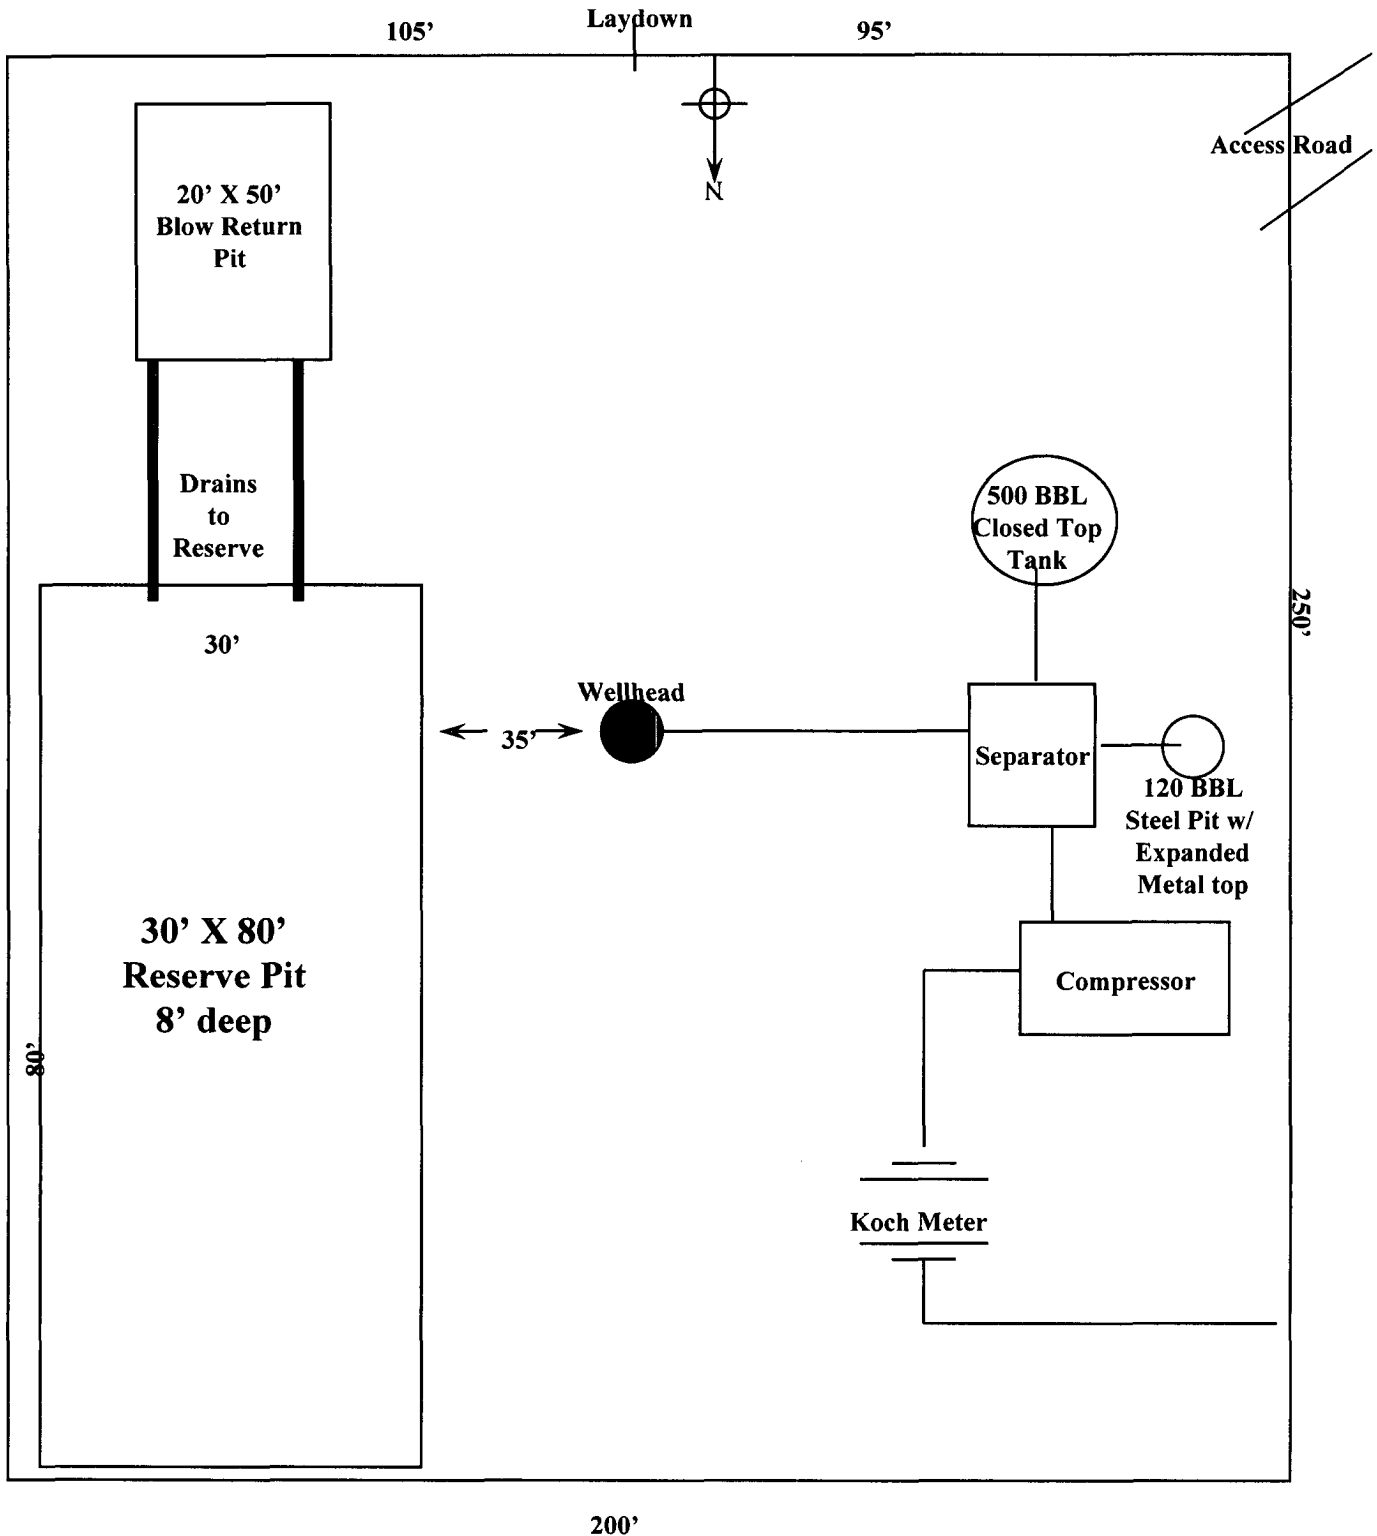 Laydown
105’
95’
Access Road
N
20’ X 50’
Blow Return
Pit
Drains
to
Reserve
500 BBL
Closed Top
Tank
250’
30’
Wellhead
35’
Separator
120 BBL
Steel Pit w/
Expanded
Metal top
30’ X 80’
Reserve Pit
8’ deep
Compressor
80’
Koch Meter
200’